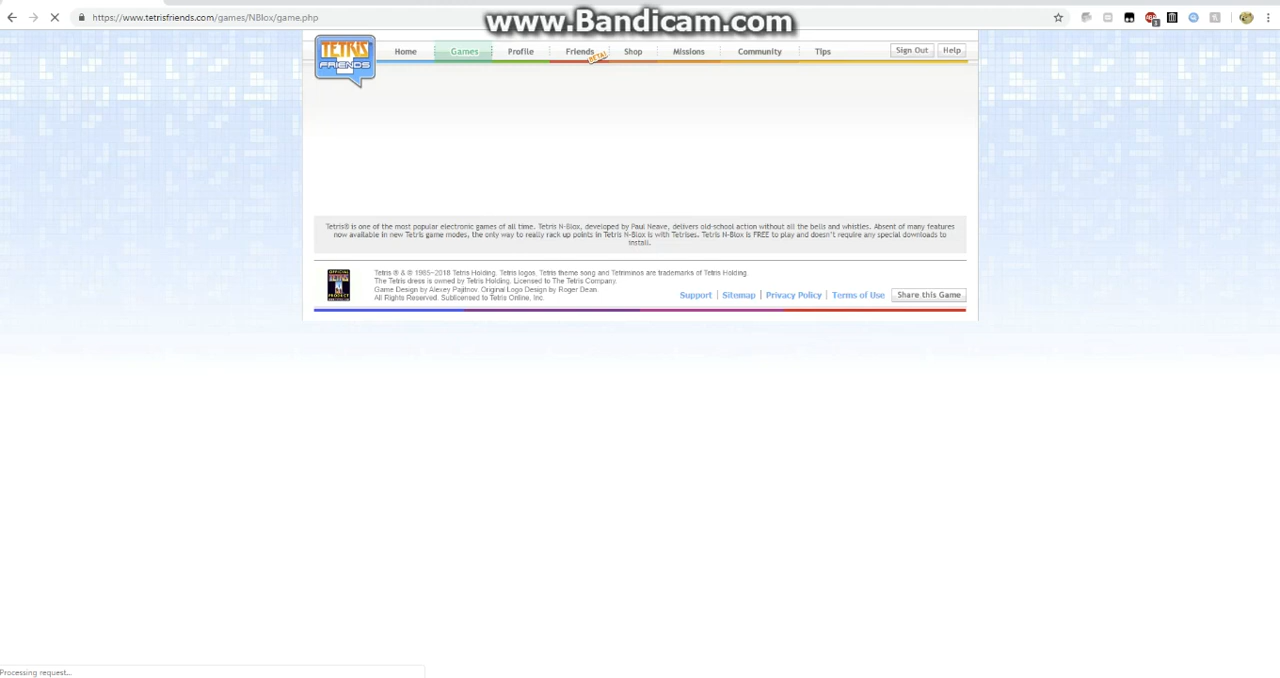 www.Bandicam.com
https://www.tetrisfriends.com/games/NBlox/game.php
TETRIS
FRIENDS
Home Games Profile Friends BETA! Shop Missions Community Tips Sign Out Help
Tetris® is one of the most popular electronic games of all time. Tetris N-Blox, developed by Paul Neave, delivers old-school action without all the bells and whistles. Absent of many features
now available in new Tetris game modes, the only way to really rack up points in Tetris N-Blox is with Tetrises. Tetris N-Blox is FREE to play and doesn't require any special downloads to
install.
Tetris ® & © 1985~2018 Tetris Holding. Tetris logos, Tetris theme song and Tetriminos are trademarks of Tetris Holding.
The Tetris dress is owned by Tetris Holding. Licensed to The Tetris Company.
Game Design by Alexey Pajitnov. Original Logo Design by Roger Dean.
All Rights Reserved. Sublicensed to Tetris Online, Inc.
Support | Sitemap | Privacy Policy | Terms of Use Share this Game
Processing request...